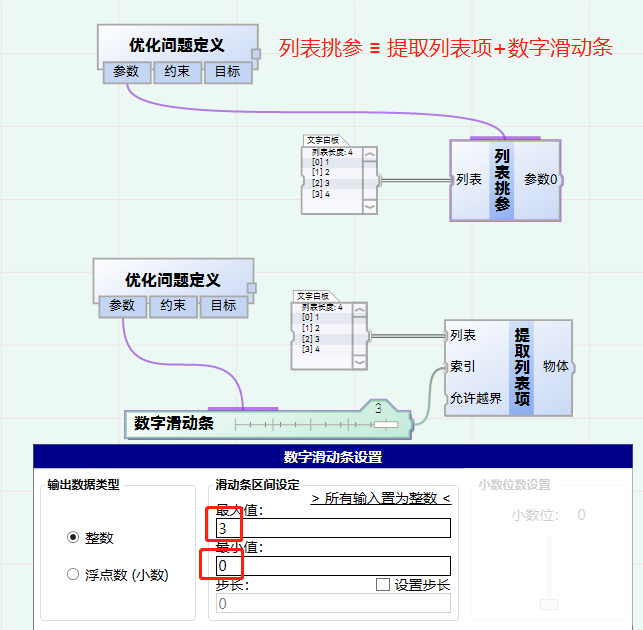 优化问题定义
参数
约束
目标
列表挑参 ≡ 提取列表项+数字滑动条
文字白板
列表长度: 4
[0] 1
[1] 2
[2] 3
[3] 4
列表
列表挑参
参数0
优化问题定义
参数
约束
目标
文字白板
列表长度: 4
[0] 1
[1] 2
[2] 3
[3] 4
列表
索引
允许越界
提取列表项
物体
数字滑动条
3
数字滑动条设置
输出数据类型
整数
浮点数 (小数)
滑动条区间设定
> 所有输入置为整数 <
最大值:
3
最小值:
0
步长:
设置步长
0
小数位数设置
小数位: 0